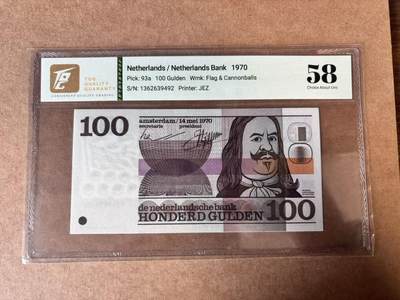 TQG
TOP
QUALITY
GUARANTY
Netherlands / Netherlands Bank 1970
Pick: 93a 100 Gulden Wmk: Flag & Cannonballs
S/N: 1362639492 Printer: JEZ
58
Choice About Unc
100
amsterdam / 14 mei 1970
secretaris president
de nederlandsche bank
HONDERD GULDEN
100